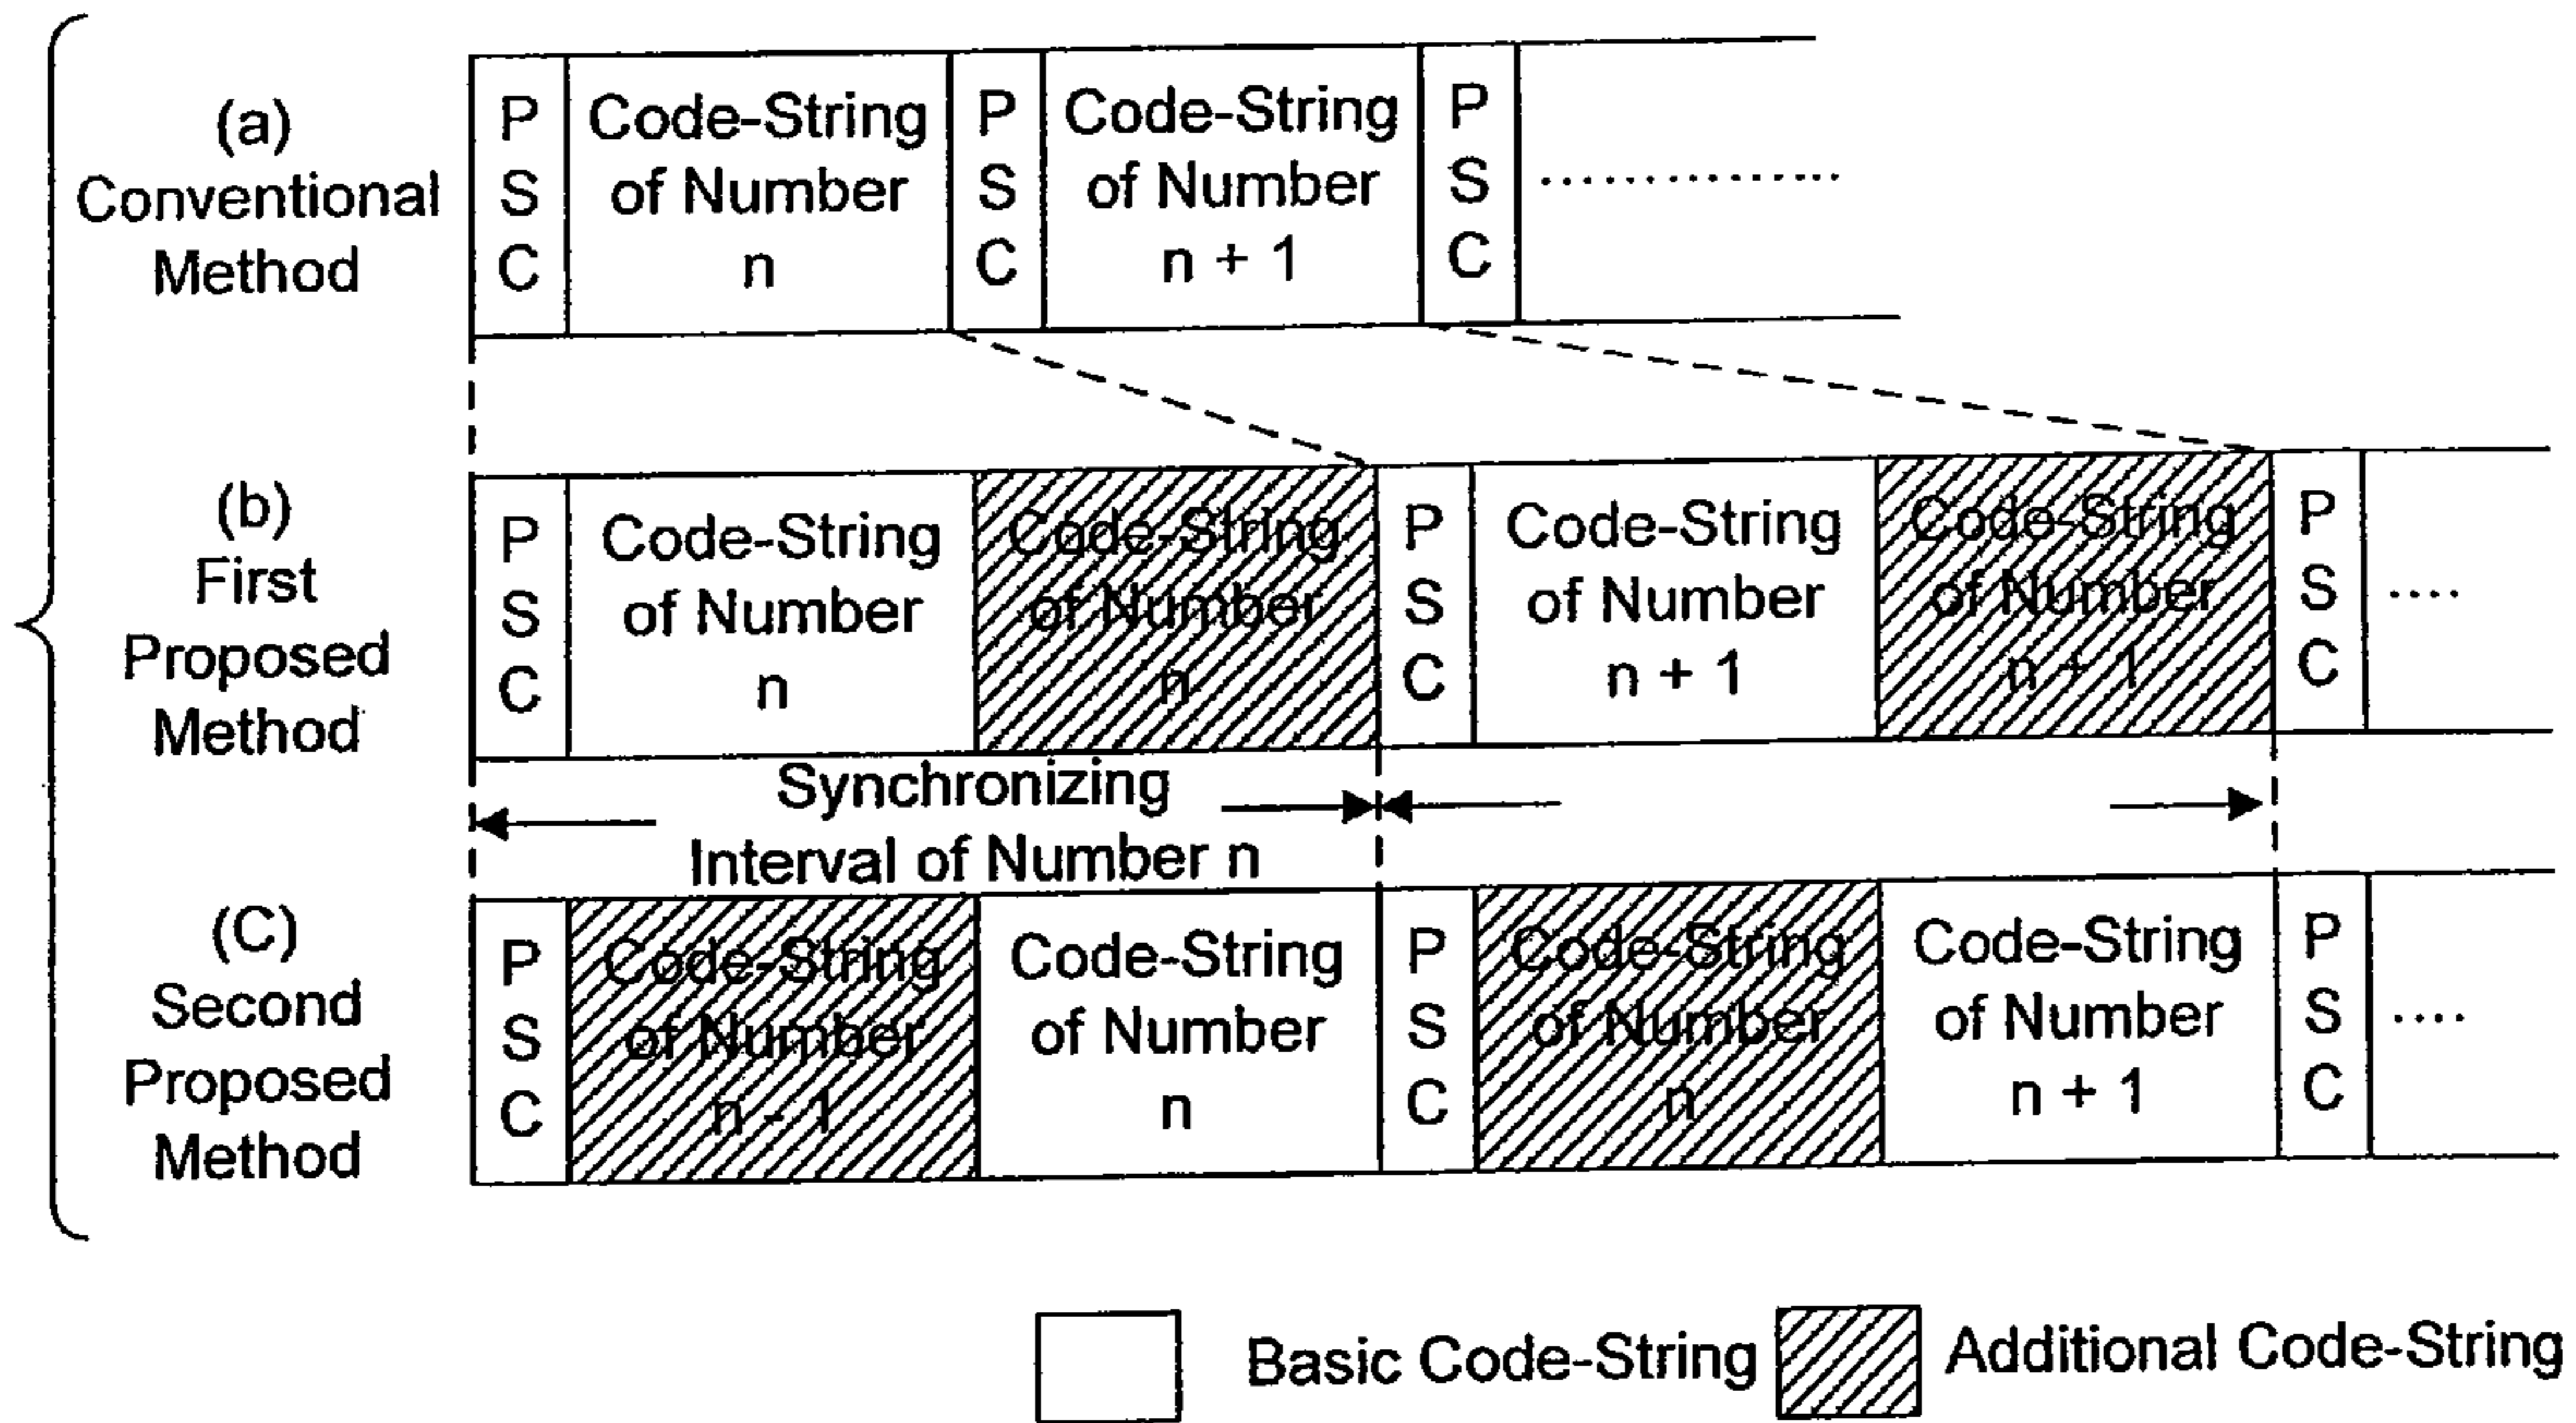 (a)
Conventional
Method
P
S
C
Code-String
of Number
n
P
S
C
Code-String
of Number
n + 1
P
S
C
................
(b)
First
Proposed
Method
P
S
C
Code-String
of Number
n
Code-String
of Number
n
P
S
C
Code-String
of Number
n + 1
Code-String
of Number
n + 1
P
S
C
....
Synchronizing
Interval of Number n
(C)
Second
Proposed
Method
P
S
C
Code-String
of Number
n - 1
Code-String
of Number
n
P
S
C
Code-String
of Number
n
Code-String
of Number
n + 1
P
S
C
....
Basic Code-String
Additional Code-String